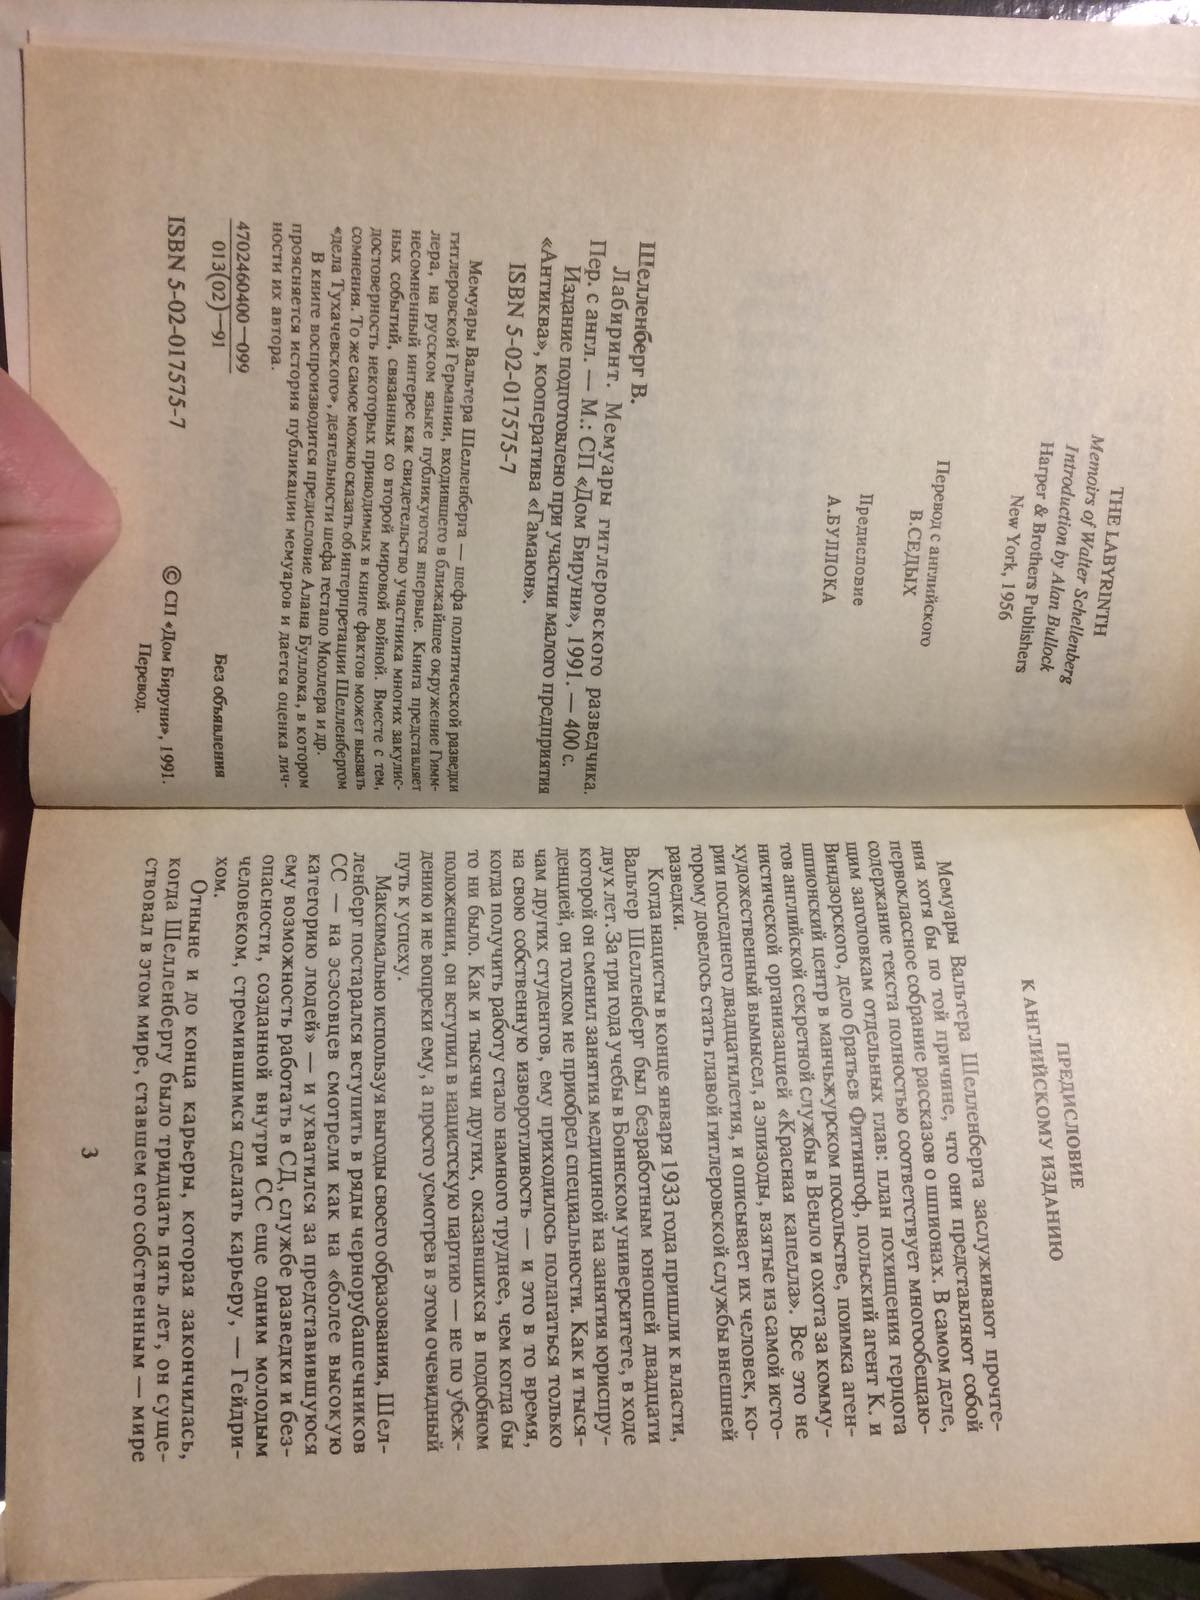 THE LABYRINTH
Memoirs of Walter Schellenberg
Introduction by Alan Bullock
Harper & Brothers Publishers
New York, 1956
Перевод с английского
В.СЕДЫХ
Предисловие
А.БУЛЛОКА
Шелленберг В.
Лабиринт. Мемуары гитлеровского разведчика.
Пер. с англ. — М.: СП «Дом Бируни», 1991. — 400 с.
Издание подготовлено при участии малого предприятия
«Антиква», кооператива «Гамаюн».
ISBN 5-02-017575-7
Мемуары Вальтера Шелленберга — шефа политической разведки
гитлеровской Германии, входившего в ближайшее окружение Гимм-
лера, на русском языке публикуются впервые. Книга представляет
несомненный интерес как свидетельство участника многих закулис-
ных событий, связанных со второй мировой войной. Вместе с тем,
достоверность некоторых приводимых в книге фактов может вызвать
сомнения. То же самое можно сказать об интерпретации Шелленбергом
«дела Тухачевского», деятельности шефа гестапо Мюллера и др.
В книге воспроизводится предисловие Алана Буллока, в котором
проясняется история публикации мемуаров и дается оценка лич-
ности их автора.
4702460400—099
013(02)—91
Без объявления
ISBN 5-02-017575-7
© СП «Дом Бируни», 1991.
Перевод.
ПРЕДИСЛОВИЕ
К АНГЛИЙСКОМУ ИЗДАНИЮ
Мемуары Вальтера Шелленберга заслуживают прочте-
ния хотя бы по той причине, что они представляют собой
первоклассное собрание рассказов о шпионах. В самом деле,
содержание текста полностью соответствует многообещаю-
щим заголовкам отдельных глав: план похищения герцога
Виндзорского, дело братьев Фитингоф, польский агент К. и
шпионский центр в маньчжурском посольстве, поимка аген-
тов английской секретной службы в Венло и охота за комму-
нистической организацией «Красная капелла». Все это не
художественный вымысел, а эпизоды, взятые из самой исто-
рии последнего двадцатилетия, и описывает их человек, ко-
торому довелось стать главой гитлеровской службы внешней
разведки.
Когда нацисты в конце января 1933 года пришли к власти,
Вальтер Шелленберг был безработным юношей двадцати
двух лет. За три года учебы в Боннском университете, в ходе
которой он сменил занятия медициной на занятия юриспру-
денцией, он толком не приобрел специальности. Как и тыся-
чам других студентов, ему приходилось полагаться только
на свою собственную изворотливость — и это в то время,
когда получить работу стало намного труднее, чем когда бы
то ни было. Как и тысячи других, оказавшихся в подобном
положении, он вступил в нацистскую партию — не по убеж-
дению и не вопреки ему, а просто усмотрев в этом очевидный
путь к успеху.
Максимально используя выгоды своего образования, Шел-
ленберг постарался вступить в ряды чернорубашечников
СС — на эсэсовцев смотрели как на «более высокую
категорию людей» — и ухватился за представившуюся
ему возможность работать в СД, службе разведки и без-
опасности, созданной внутри СС еще одним молодым
человеком, стремившимся сделать карьеру, — Гейдри-
хом.
Отныне и до конца карьеры, которая закончилась,
когда Шелленбергу было тридцать пять лет, он суще-
ствовал в этом мире, ставшем его собственным — мире
3